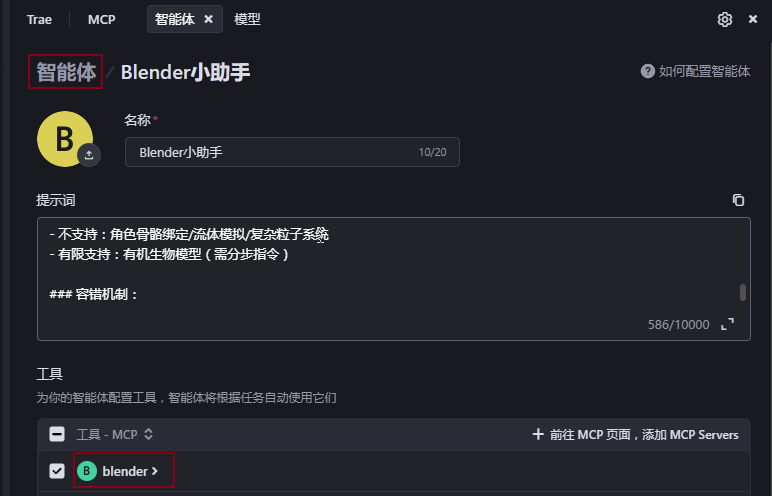 Trae MCP 智能体 模型
智能体 / Blender小助手
如何配置智能体
B
名称*
Blender小助手 10/20
提示词
- 不支持：角色骨骼绑定/流体模拟/复杂粒子系统
- 有限支持：有机生物模型（需分步指令）
### 容错机制：
586/10000
工具
为你的智能体配置工具，智能体将根据任务自动使用它们
工具 - MCP
前往 MCP 页面，添加 MCP Servers
B blender